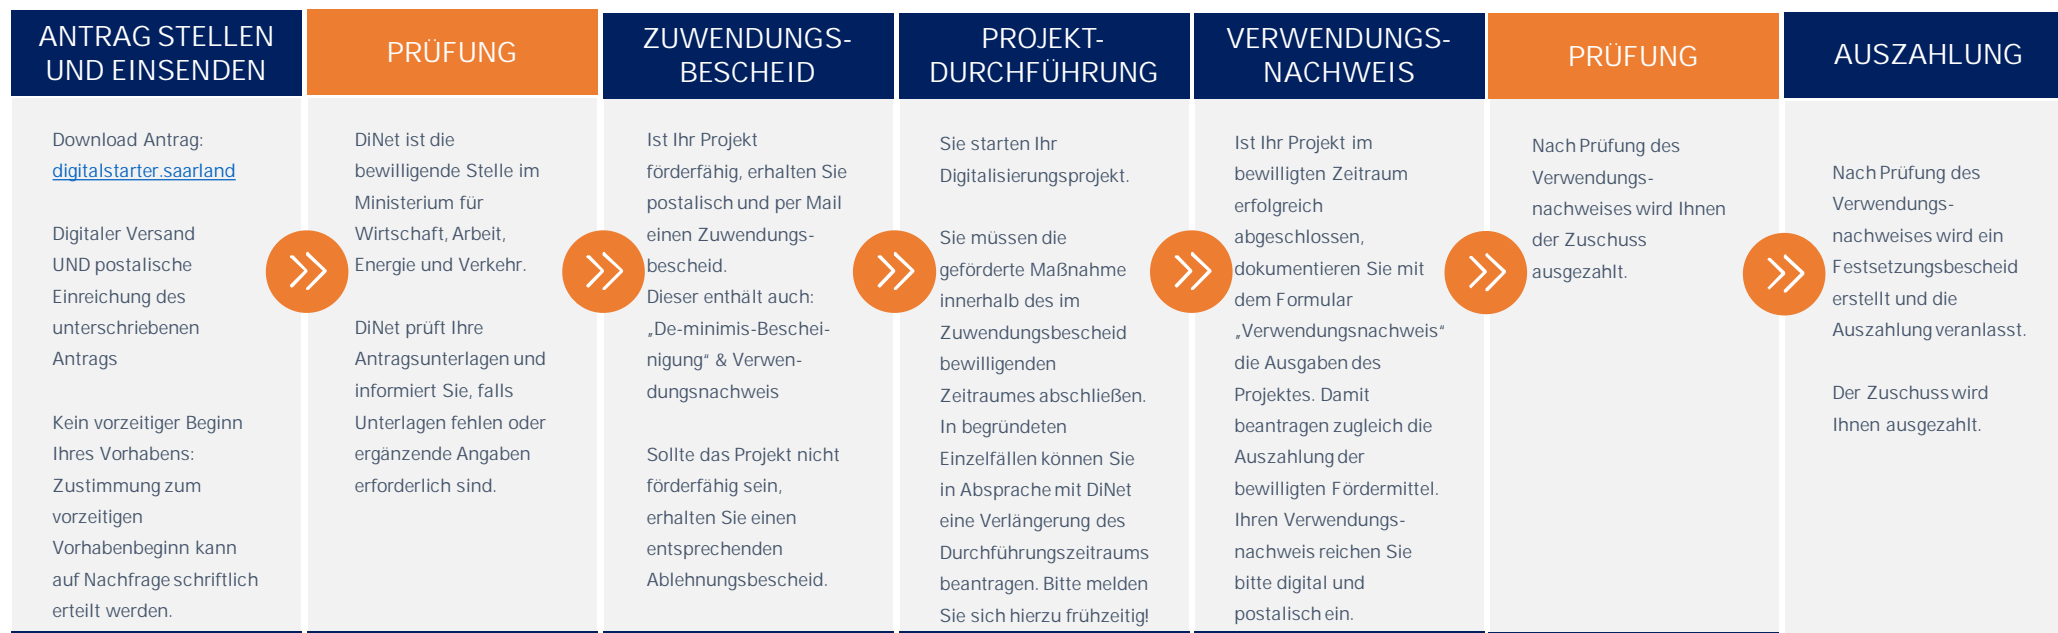 ANTRAG STELLEN
UND EINSENDEN
Download Antrag:
digitalstarter.saarland
Digitaler Versand
UND postalische
Einreichung des
unterschriebenen
Antrags
Kein vorzeitiger Beginn
Ihres Vorhabens:
Zustimmung zum
vorzeitigen
Vorhabenbeginn kann
auf Nachfrage schriftlich
erteilt werden.
PRÜFUNG
DiNet ist die
bewilligende Stelle im
Ministerium für
Wirtschaft, Arbeit,
Energie und Verkehr.
DiNet prüft Ihre
Antragsunterlagen und
informiert Sie, falls
Unterlagen fehlen oder
ergänzende Angaben
erforderlich sind.
ZUWENDUNGS-
BESCHEID
Ist Ihr Projekt
förderfähig, erhalten Sie
postalisch und per Mail
einen Zuwendungs-
bescheid.
Dieser enthält auch:
„De-minimis-Beschei-
nigung“ & Verwen-
dungsnachweis
Sollte das Projekt nicht
förderfähig sein,
erhalten Sie einen
entsprechenden
Ablehnungsbescheid.
PROJEKT-
DURCHFÜHRUNG
Sie starten Ihr
Digitalisierungsprojekt.
Sie müssen die
geförderte Maßnahme
innerhalb des im
Zuwendungsbescheid
bewilligenden
Zeitraumes abschließen.
In begründeten
Einzelfällen können Sie
in Absprache mit DiNet
eine Verlängerung des
Durchführungszeitraums
beantragen. Bitte melden
Sie sich hierzu frühzeitig!
VERWENDUNGS-
NACHWEIS
Ist Ihr Projekt im
bewilligten Zeitraum
erfolgreich
abgeschlossen,
dokumentieren Sie mit
dem Formular
„Verwendungsnachweis“
die Ausgaben des
Projektes. Damit
beantragen zugleich die
Auszahlung der
bewilligten Fördermittel.
Ihren Verwendungs-
nachweis reichen Sie
bitte digital und
postalisch ein.
PRÜFUNG
Nach Prüfung des
Verwendungs-
nachweises wird Ihnen
der Zuschuss
ausgezahlt.
AUSZAHLUNG
Nach Prüfung des
Verwendungs-
nachweises wird ein
Festsetzungsbescheid
erstellt und die
Auszahlung veranlasst.
Der Zuschuss wird
Ihnen ausgezahlt.